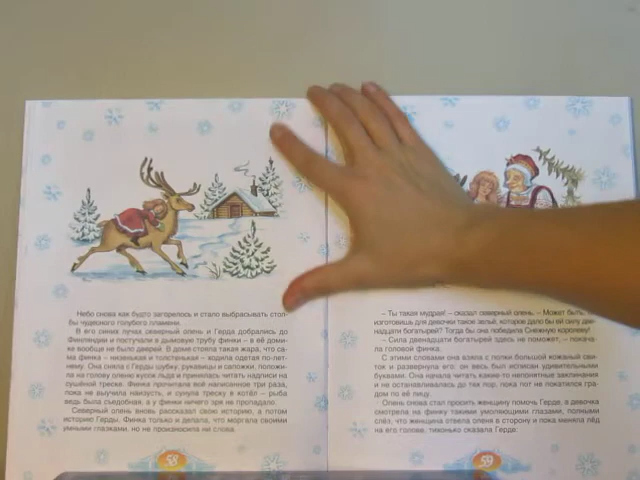 Небо снова как будто загорелось и стало выбрасывать стол-
бы чудесного голубого пламени.
В его синих лучах северный олень и Герда добрались до
Финляндии и постучали в дымовую трубу финки – в её доми-
ке вообще не было дверей. В доме стояла такая жара, что са-
ма финка – низенькая и толстенькая – ходила одетая по-лет-
нему. Она сняла с Герды шубку, рукавицы и сапожки, положи-
ла на голову оленю кусок льда и принялась читать надписи на
сушёной треске. Финка прочитала всё написанное три раза,
пока не выучила наизусть, и сунула треску в котёл – рыба
ведь была съедобная, а у финки ничего зря не пропадало.
Северный олень вновь рассказал свою историю, а потом
историю Герды. Финка только и делала, что моргала своими
умными глазками, но не произносила ни слова.
58
– Ты такая мудрая! – сказал северный олень. – Может быть,
изготовишь для девочки такое зелье, которое дало бы ей силу две-
надцати богатырей? Тогда бы она победила Снежную королеву!
– Сила двенадцати богатырей здесь не поможет, – покача-
ла головой финка.
С этими словами она взяла с полки большой кожаный сви-
ток и развернула его: он весь был исписан удивительными
буквами. Она начала читать какие-то непонятные заклинания
и не останавливалась до тех пор, пока пот не покатился гра-
дом по её лицу.
Олень снова стал просить женщину помочь Герде, а девочка
смотрела на финку такими умоляющими глазами, полными
слёз, что женщина отвела оленя в сторону и пока меняла лёд
на его голове, тихонько сказала Герде:
59